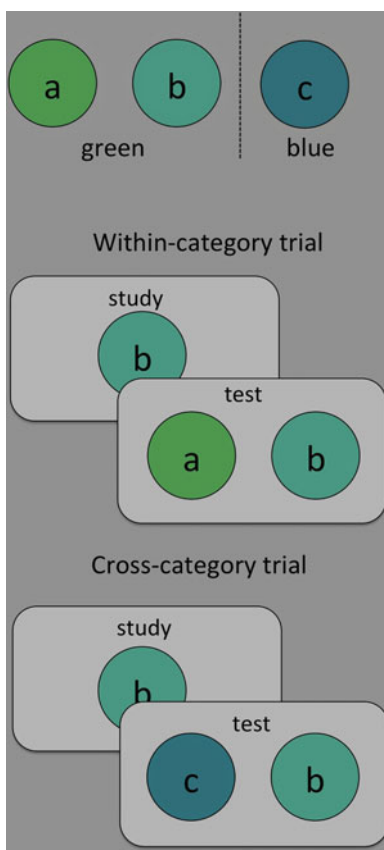 a b c
green blue
Within-category trial
study
b
test
a b
Cross-category trial
study
b
test
c b